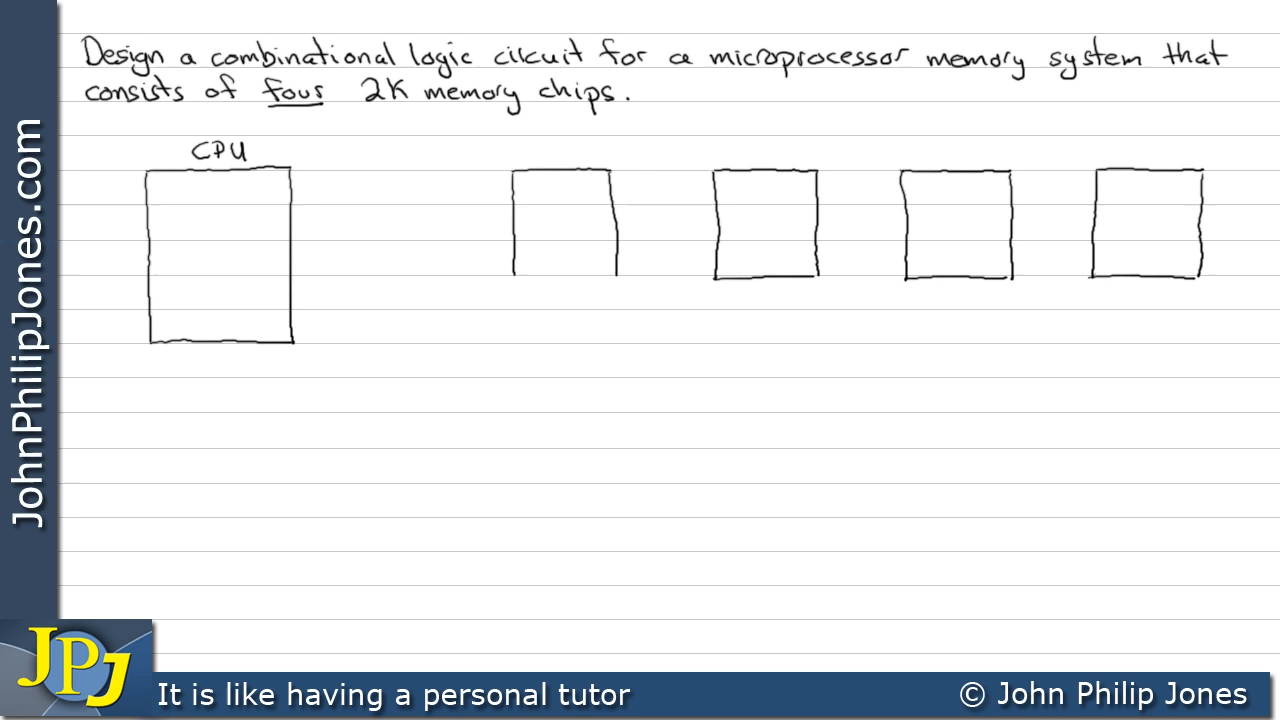 Design a combinational logic circuit for a microprocessor memory system that
consists of four 2K memory chips.
CPU
JohnPhilipJones.com
JPJ
It is like having a personal tutor
© John Philip Jones